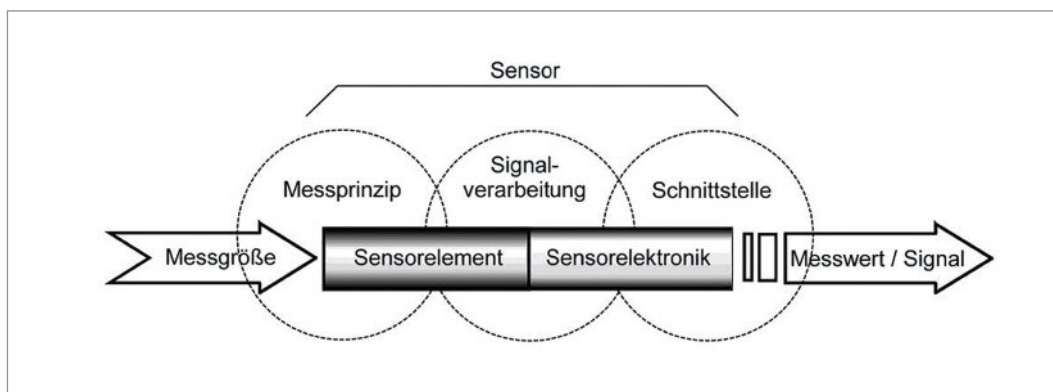 Sensor
Messprinzip
Signal-
verarbeitung
Schnittstelle
Messgröße
Sensorelement
Sensorelektronik
Messwert / Signal